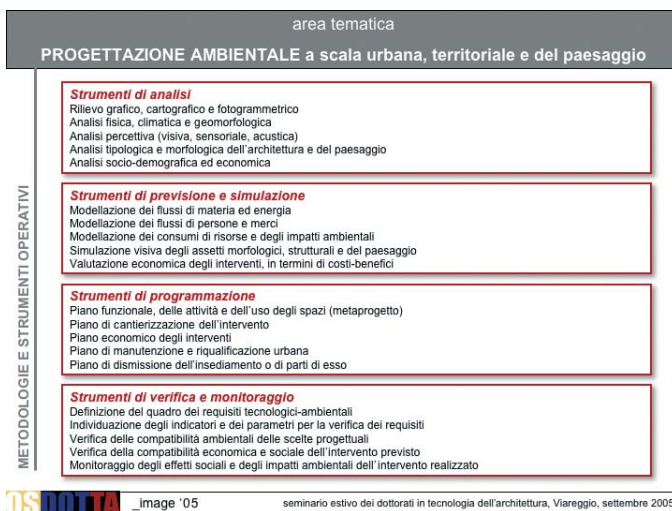 area tematica
PROGETTAZIONE AMBIENTALE a scala urbana, territoriale e del paesaggio
METODOLOGIE E STRUMENTI OPERATIVI
Strumenti di analisi
Rilievo grafico, cartografico e fotogrammetrico
Analisi fisica, climatica e geomorfologica
Analisi percettiva (visiva, sensoriale, acustica)
Analisi tipologica e morfologica dell'architettura e del paesaggio
Analisi socio-demografica ed economica
Strumenti di previsione e simulazione
Modellazione dei flussi di materia ed energia
Modellazione dei flussi di persone e merci
Modellazione dei consumi di risorse e degli impatti ambientali
Simulazione visiva degli assetti morfologici, strutturali e del paesaggio
Valutazione economica degli interventi, in termini di costi-benefici
Strumenti di programmazione
Piano funzionale, delle attività e dell'uso degli spazi (metaprogetto)
Piano di cantierizzazione dell'intervento
Piano economico degli interventi
Piano di manutenzione e riqualificazione urbana
Piano di dismissione dell'insediamento o di parti di esso
Strumenti di verifica e monitoraggio
Definizione del quadro dei requisiti tecnologici-ambientali
Individuazione degli indicatori e dei parametri per la verifica dei requisiti
Verifica delle compatibilità ambientali delle scelte progettuali
Verifica della compatibilità economica e sociale dell'intervento previsto
Monitoraggio degli effetti sociali e degli impatti ambientali dell'intervento realizzato
OSDOTTA _image '05 seminario estivo dei dottorati in tecnologia dell'architettura, Viareggio, settembre 2005